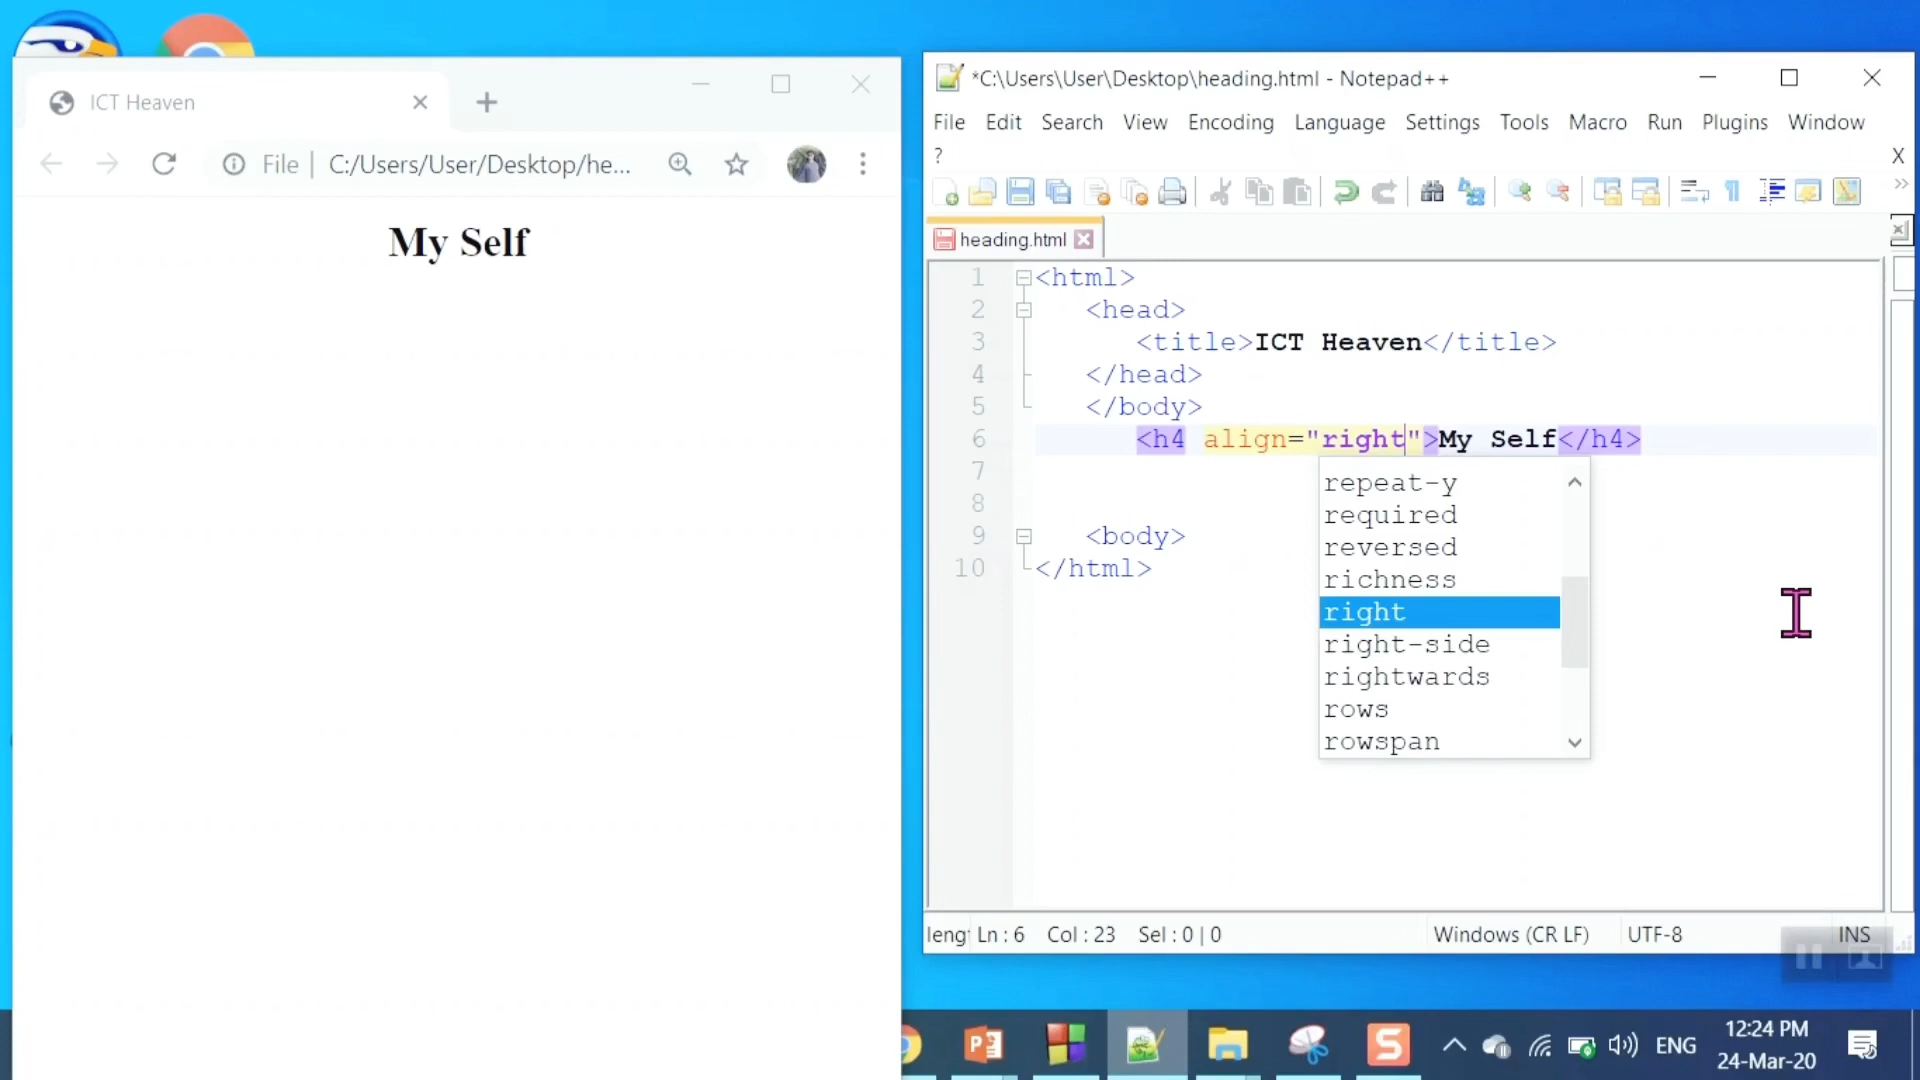 ICT Heaven
File | C:/Users/User/Desktop/he...
My Self
*C:\Users\User\Desktop\heading.html - Notepad++
File Edit Search View Encoding Language Settings Tools Macro Run Plugins Window
? X
heading.html
1 <html>
2 <head>
3 <title>ICT Heaven</title>
4 </head>
5 </body>
6 <h4 align="right">My Self</h4>
7
8
9 <body>
10 </html>
repeat-y
required
reversed
richness
right
right-side
rightwards
rows
rowspan
Ln : 6 Col : 23 Sel : 0 | 0 Windows (CR LF) UTF-8 INS
ENG
12:24 PM
24-Mar-20